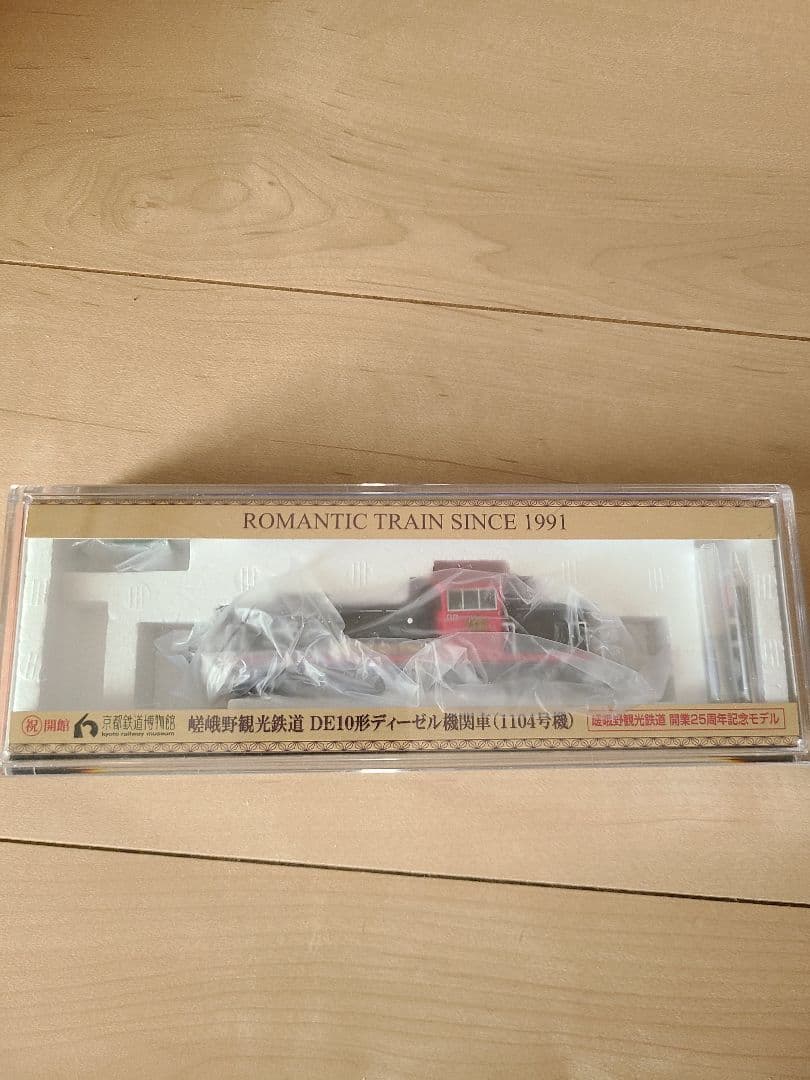 ROMANTIC TRAIN SINCE 1991
祝 開館 京都鉄道博物館
kyoto railway museum
嵯峨野観光鉄道 DE10形ディーゼル機関車(1104号機)
嵯峨野観光鉄道 開業25周年記念モデル